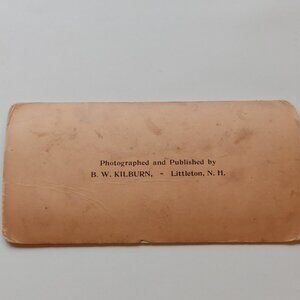 Photographed and Published by
B. W. KILBURN, - Littleton, N. H.